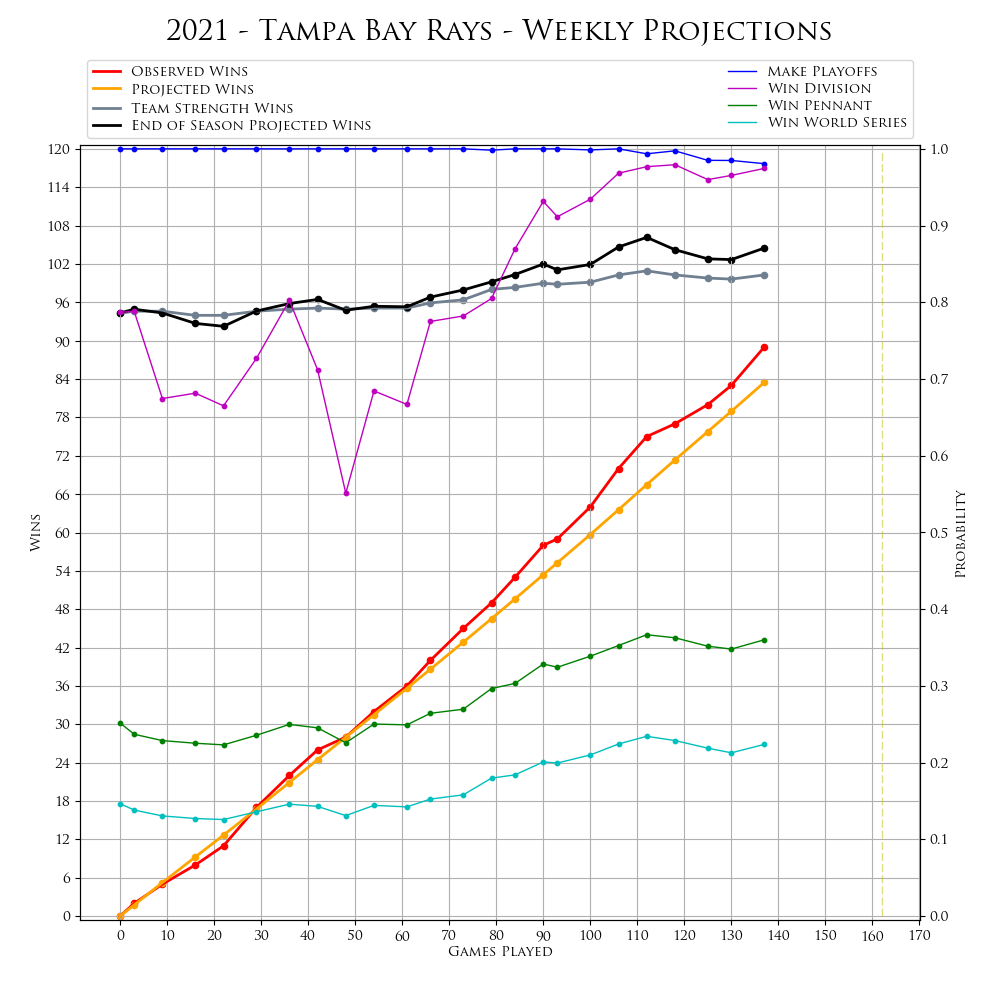 2021 - Tampa Bay Rays - Weekly Projections
Observed Wins
Projected Wins
Team Strength Wins
End of Season Projected Wins
Make Playoffs
Win Division
Win Pennant
Win World Series
120
114
108
102
96
90
84
78
72
66
60
54
48
42
36
30
24
18
12
6
0
Wins
1.0
0.9
0.8
0.7
0.6
0.5
0.4
0.3
0.2
0.1
0.0
Probability
0 10 20 30 40 50 60 70 80 90 100 110 120 130 140 150 160 170
Games Played